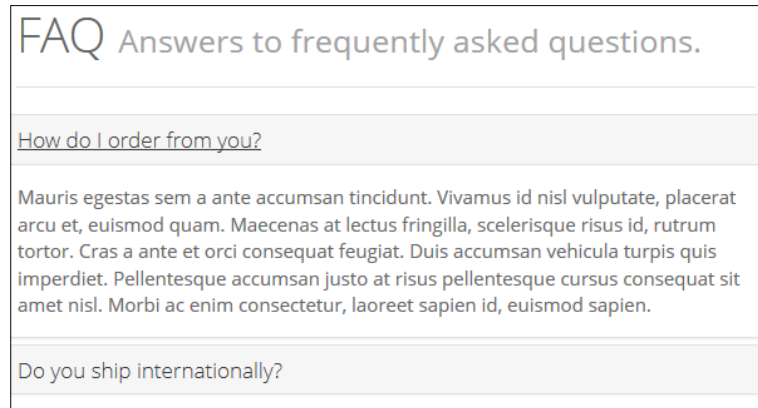 FAQ Answers to frequently asked questions.
How do I order from you?
Mauris egestas sem a ante accumsan tincidunt. Vivamus id nisl vulputate, placerat
arcu et, euismod quam. Maecenas at lectus fringilla, scelerisque risus id, rutrum
tortor. Cras a ante et orci consequat feugiat. Duis accumsan vehicula turpis quis
imperdiet. Pellentesque accumsan justo at risus pellentesque cursus consequat sit
amet nisl. Morbi ac enim consectetur, laoreet sapien id, euismod sapien.
Do you ship internationally?